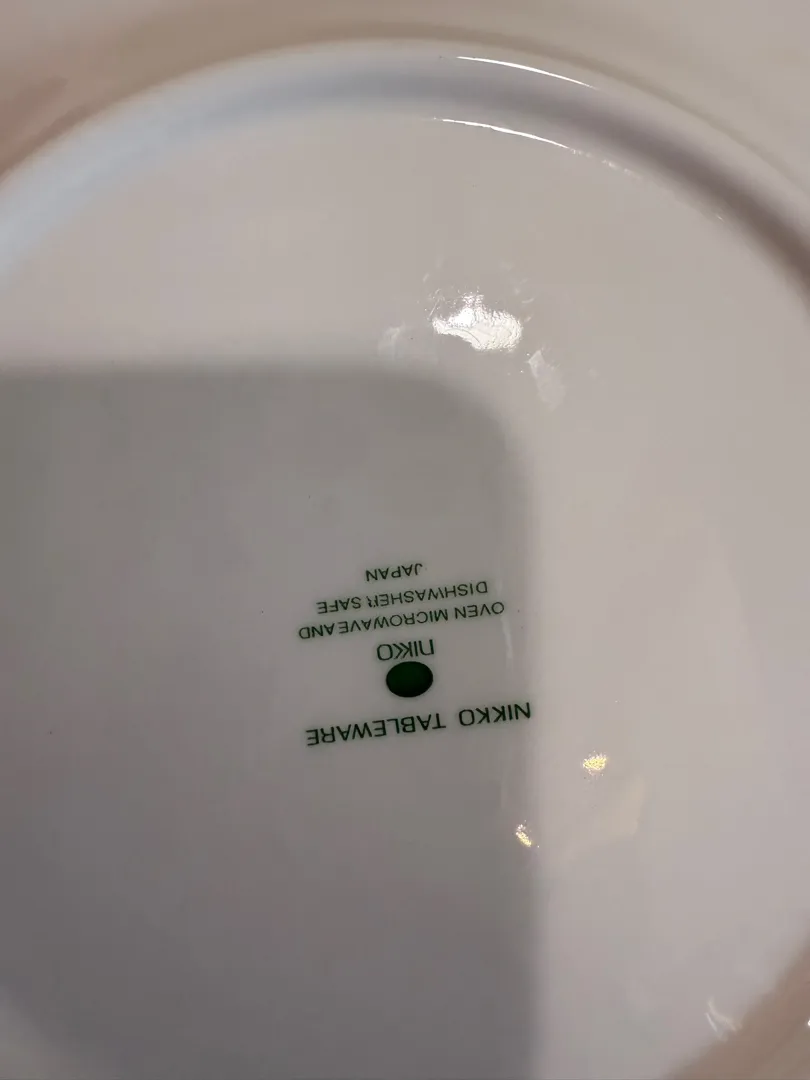 NIKKO TABLEWARE
NIKKO
OVEN MICROWAVE AND
DISHWASHER SAFE
JAPAN